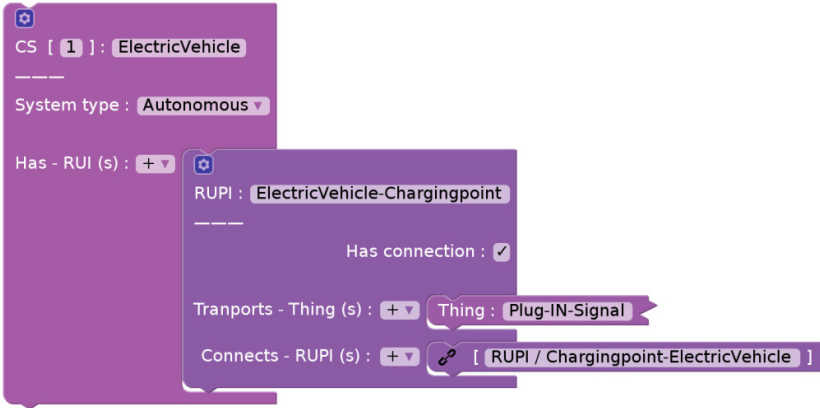 CS [ 1 ] : ElectricVehicle
———
System type : Autonomous ▾
Has - RUI (s) : + ▾
RUPI : ElectricVehicle-Chargingpoint
———
Has connection : ✓
Tranports - Thing (s) : + ▾ Thing : Plug-IN-Signal
Connects - RUPI (s) : + ▾ [ RUPI / Chargingpoint-ElectricVehicle ]